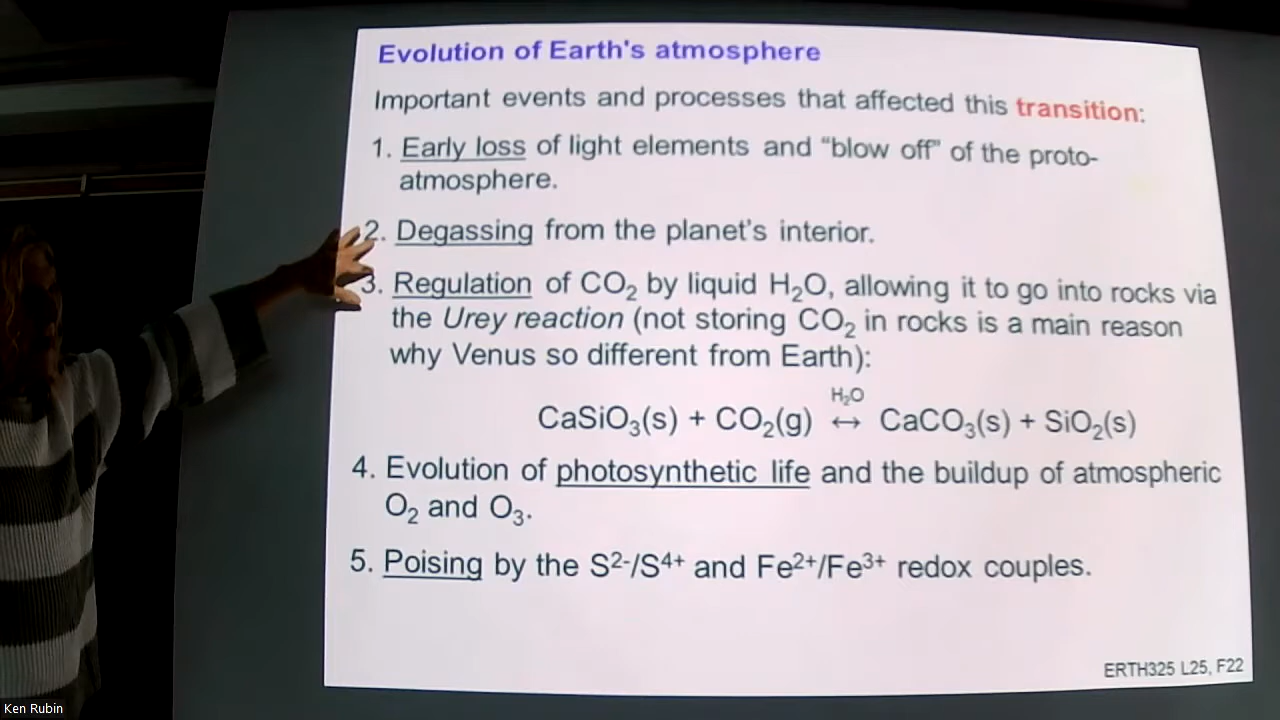 Evolution of Earth's atmosphere
Important events and processes that affected this transition:
1. Early loss of light elements and “blow off” of the proto-
atmosphere.
2. Degassing from the planet's interior.
3. Regulation of CO₂ by liquid H₂O, allowing it to go into rocks via
the Urey reaction (not storing CO₂ in rocks is a main reason
why Venus so different from Earth):
H₂O
CaSiO₃(s) + CO₂(g) ↔ CaCO₃(s) + SiO₂(s)
4. Evolution of photosynthetic life and the buildup of atmospheric
O₂ and O₃.
5. Poising by the S²⁻/S⁴⁺ and Fe²⁺/Fe³⁺ redox couples.
ERTH325 L25, F22
Ken Rubin